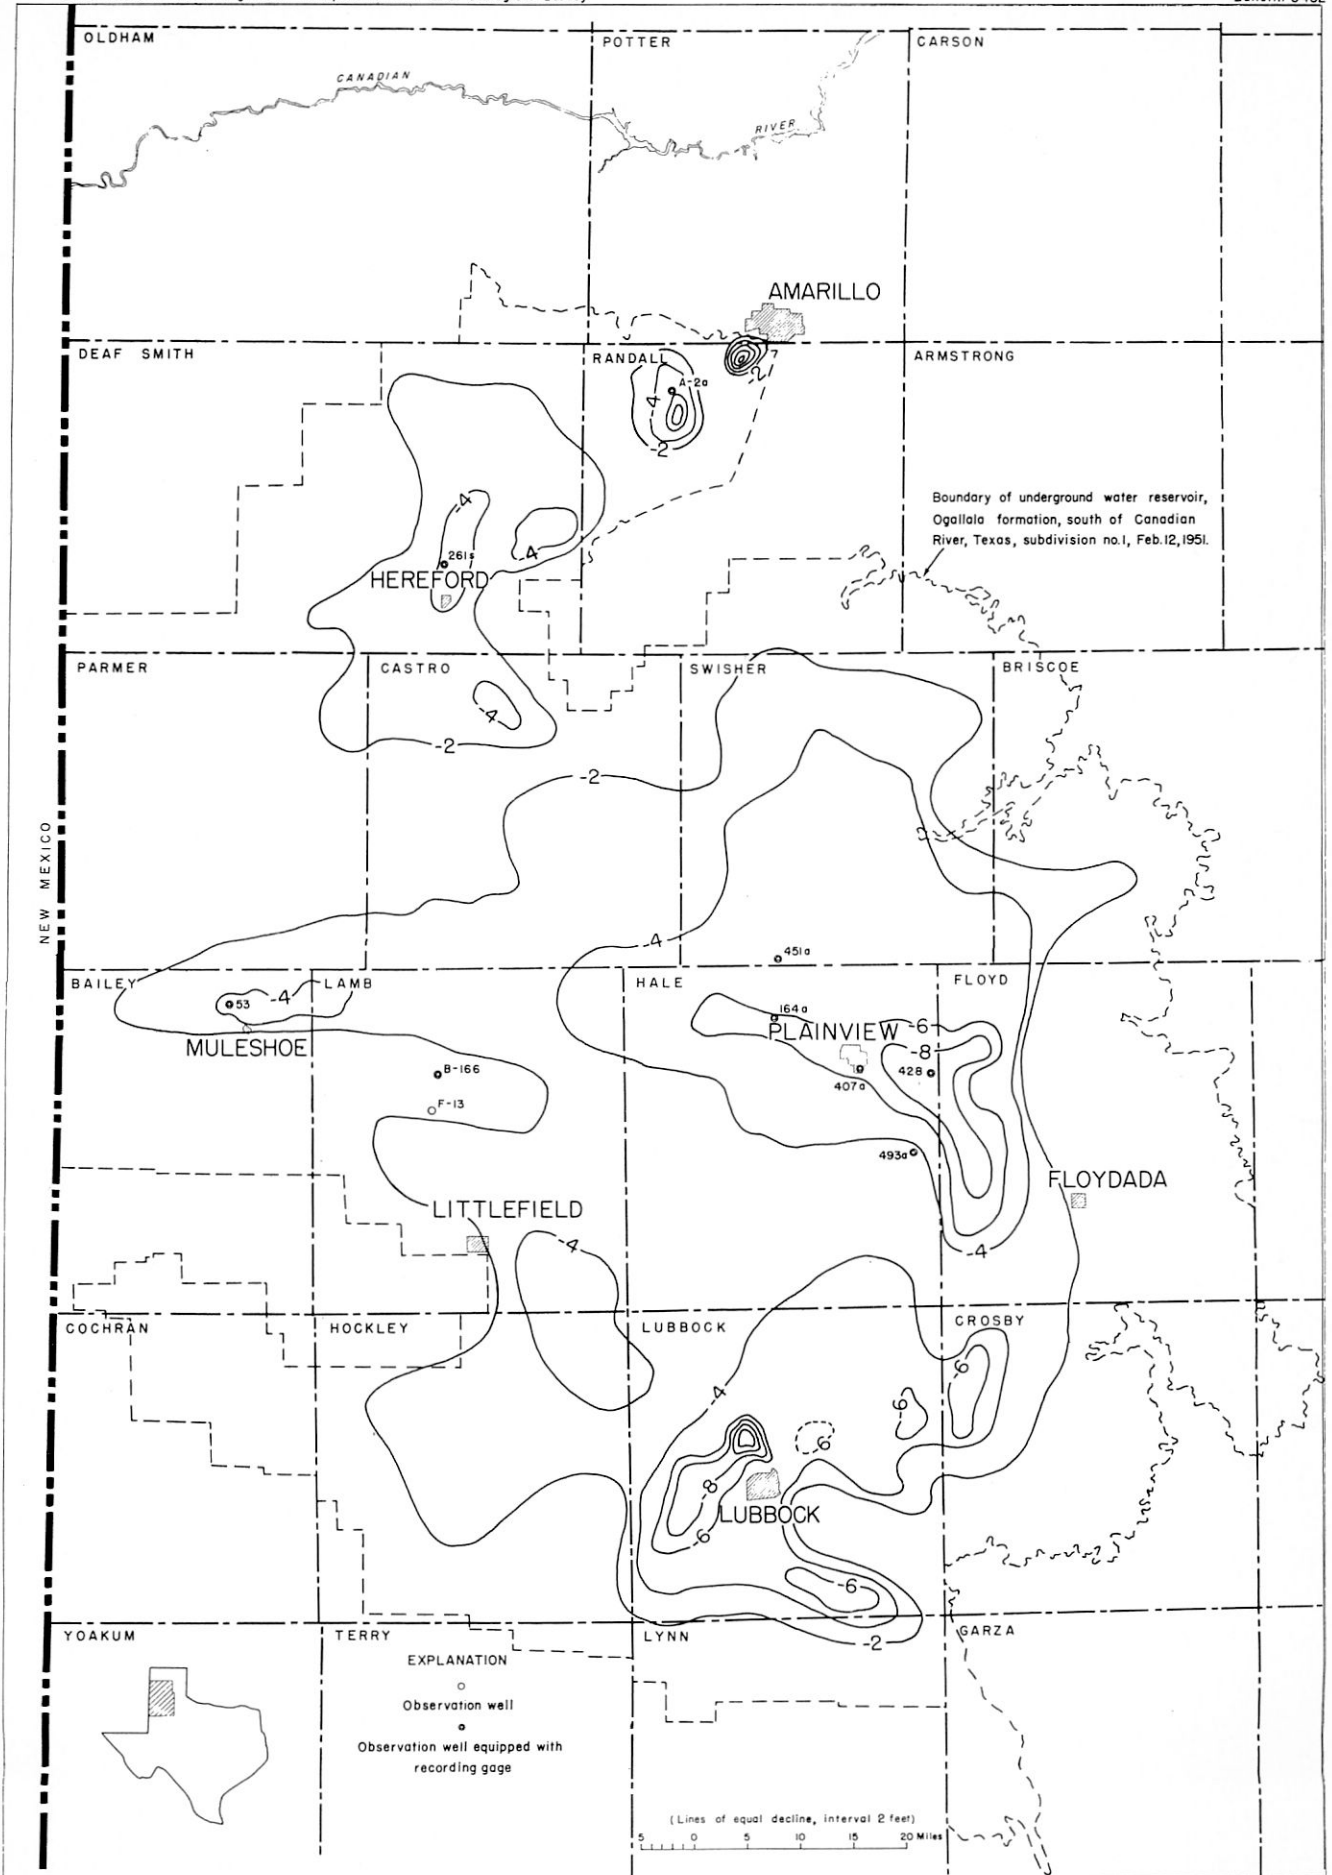 OLDHAM
POTTER
CARSON
CANADIAN
RIVER
AMARILLO
DEAF SMITH
RANDALL
ARMSTRONG
-2
A-2a
-4
-2
Boundary of underground water reservoir,
Ogallala formation, south of Canadian
River, Texas, subdivision no.1, Feb.12,1951.
-4
-4
261s
HEREFORD
PARMER
CASTRO
SWISHER
BRISCOE
-4
-2
-2
NEW MEXICO
-4
451a
BAILEY
LAMB
HALE
FLOYD
53
-4
164a
PLAINVIEW
-6
MULESHOE
-8
B-166
428
407a
F-13
493a
FLOYDADA
LITTLEFIELD
-4
-4
COCHRAN
HOCKLEY
LUBBOCK
CROSBY
-6
-4
-6
-6
-8
LUBBOCK
-6
-6
YOAKUM
TERRY
LYNN
-2
GARZA
EXPLANATION
Observation well
Observation well equipped with
recording gage
(Lines of equal decline, interval 2 feet)
5 0 5 10 15 20 Miles